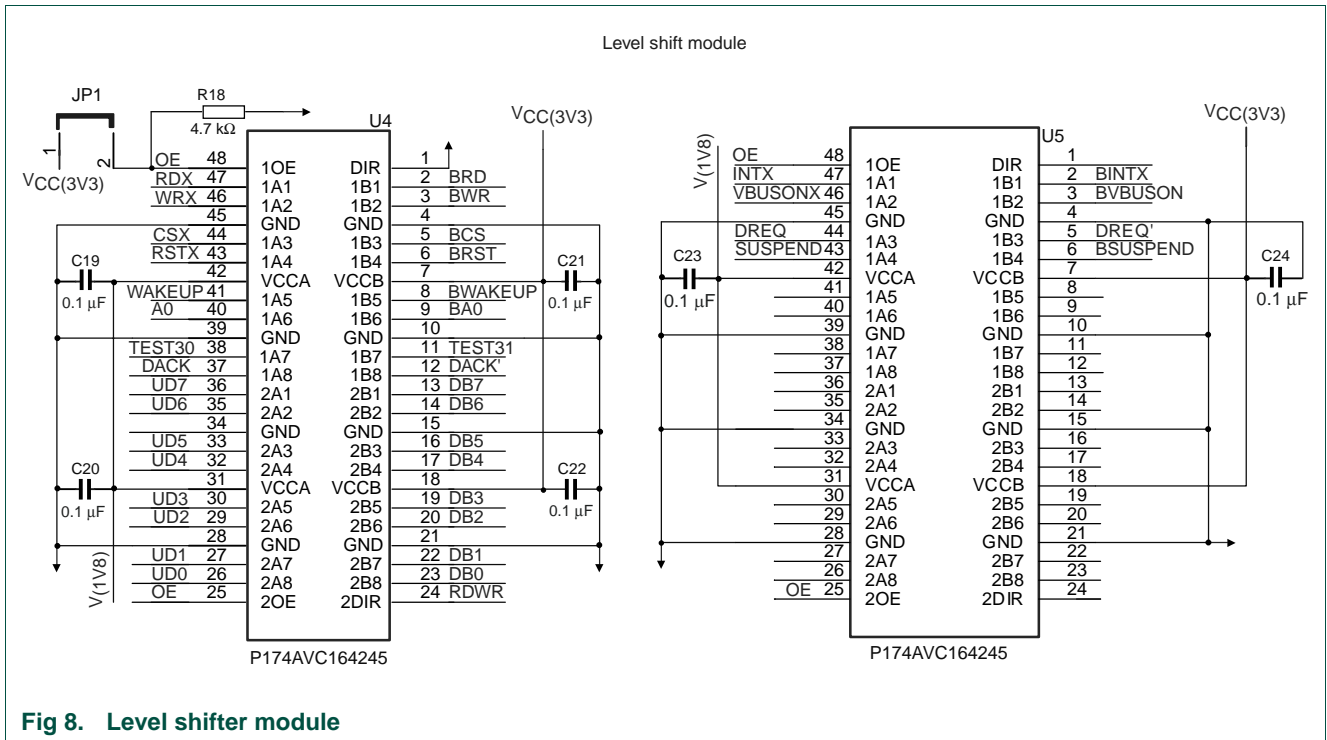 Level shift module
JP1
R18
4.7 kΩ
1
2
VCC(3V3)
U4
VCC(3V3)
OE 48 1OE DIR 1
RDX 47 1A1 1B1 2 BRD
WRX 46 1A2 1B2 3 BWR
45 GND GND 4
CSX 44 1A3 1B3 5 BCS
RSTX 43 1A4 1B4 6 BRST
42 VCCA VCCB 7
WAKEUP 41 1A5 1B5 8 BWAKEUP
A0 40 1A6 1B6 9 BA0
39 GND GND 10
TEST30 38 1A7 1B7 11 TEST31
DACK 37 1A8 1B8 12 DACK'
UD7 36 2A1 2B1 13 DB7
UD6 35 2A2 2B2 14 DB6
34 GND GND 15
UD5 33 2A3 2B3 16 DB5
UD4 32 2A4 2B4 17 DB4
31 VCCA VCCB 18
UD3 30 2A5 2B5 19 DB3
UD2 29 2A6 2B6 20 DB2
28 GND GND 21
UD1 27 2A7 2B7 22 DB1
UD0 26 2A8 2B8 23 DB0
OE 25 2OE 2DIR 24 RDWR
C19
0.1 μF
C21
0.1 μF
C20
0.1 μF
C22
0.1 μF
V(1V8)
P174AVC164245
V(1V8)
U5
VCC(3V3)
OE 48 1OE DIR 1
INTX 47 1A1 1B1 2 BINTX
VBUSONX 46 1A2 1B2 3 BVBUSON
45 GND GND 4
DREQ 44 1A3 1B3 5 DREQ'
SUSPEND 43 1A4 1B4 6 BSUSPEND
42 VCCA VCCB 7
41 1A5 1B5 8
40 1A6 1B6 9
39 GND GND 10
38 1A7 1B7 11
37 1A8 1B8 12
36 2A1 2B1 13
35 2A2 2B2 14
34 GND GND 15
33 2A3 2B3 16
32 2A4 2B4 17
31 VCCA VCCB 18
30 2A5 2B5 19
29 2A6 2B6 20
28 GND GND 21
27 2A7 2B7 22
26 2A8 2B8 23
OE 25 2OE 2DIR 24
C23
0.1 μF
C24
0.1 μF
P174AVC164245
Fig 8. Level shifter module